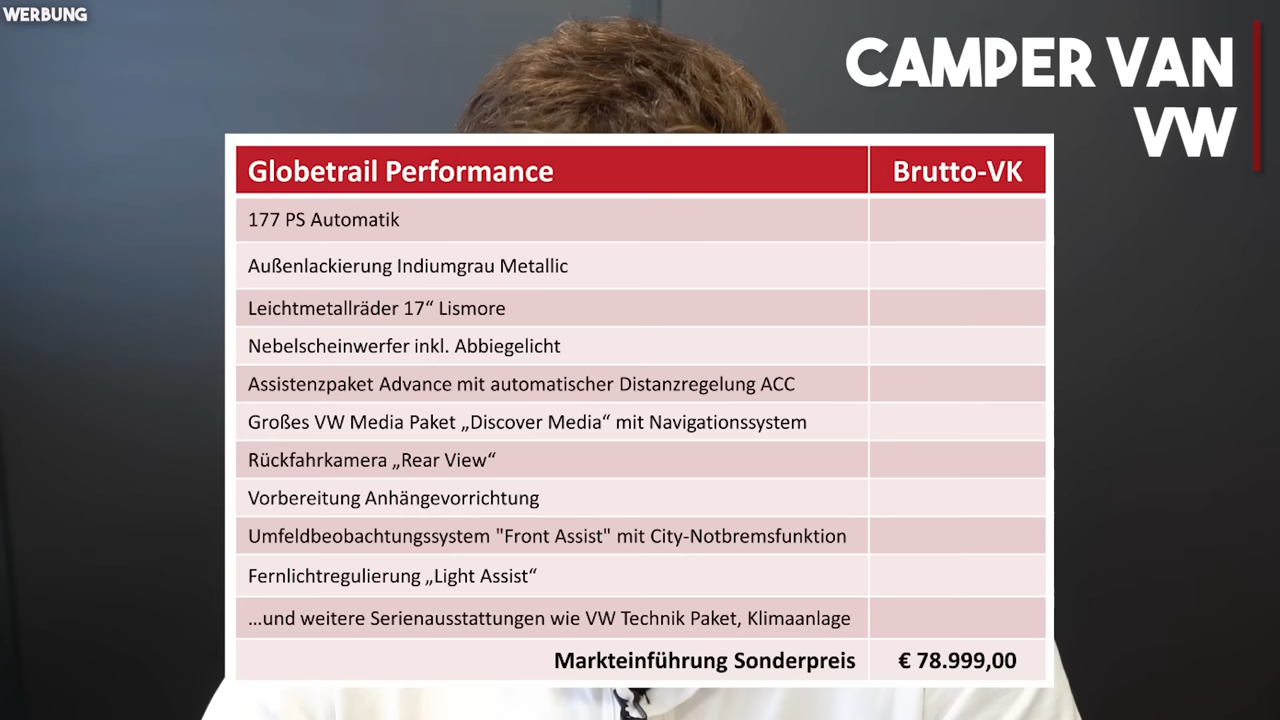 WERBUNG
CAMPER VAN
VW
Globetrail Performance Brutto-VK
177 PS Automatik
Außenlackierung Indiumgrau Metallic
Leichtmetallräder 17“ Lismore
Nebelscheinwerfer inkl. Abbiegelicht
Assistenzpaket Advance mit automatischer Distanzregelung ACC
Großes VW Media Paket „Discover Media“ mit Navigationssystem
Rückfahrkamera „Rear View“
Vorbereitung Anhängevorrichtung
Umfeldbeobachtungssystem "Front Assist" mit City-Notbremsfunktion
Fernlichtregulierung „Light Assist“
...und weitere Serienausstattungen wie VW Technik Paket, Klimaanlage
Markteinführung Sonderpreis € 78.999,00